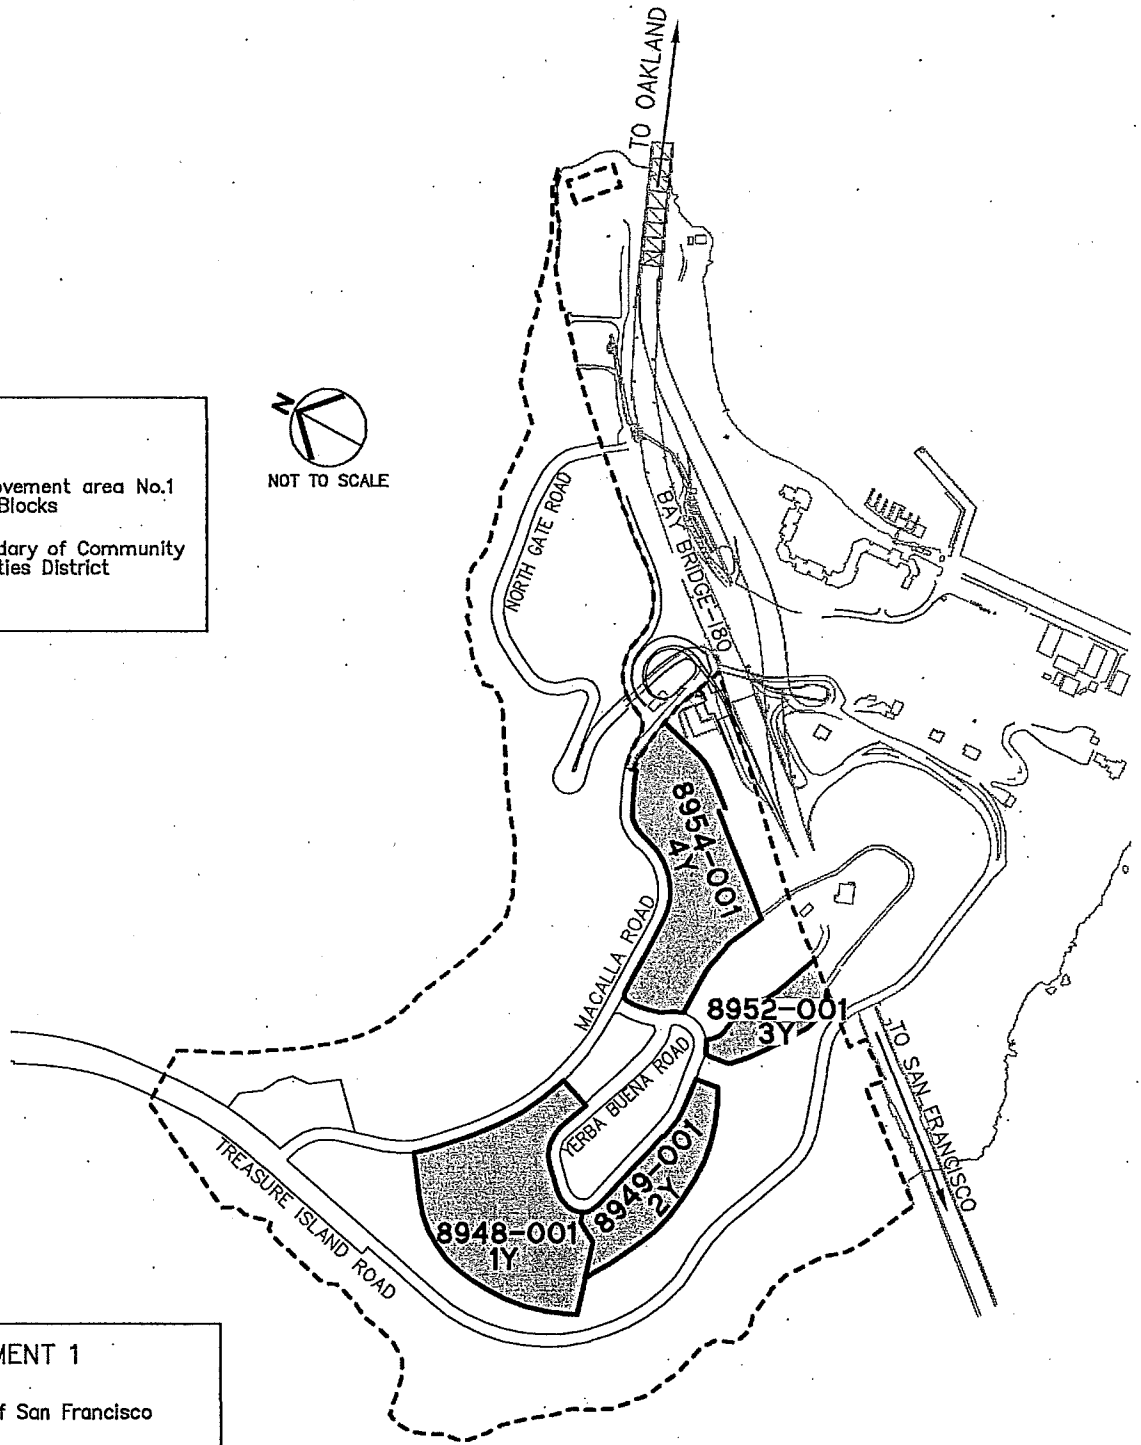 TO OAKLAND
N
NOT TO SCALE
ovement area No.1
Blocks
dary of Community
ties District
NORTH GATE ROAD
BAY BRIDGE-I80
8954-001
4Y
MACALLA ROAD
8952-001
3Y
YERBA BUENA ROAD
TO SAN FRANCISCO
8949-001
2Y
TREASURE ISLAND ROAD
8948-001
1Y
MENT 1
f San Francisco